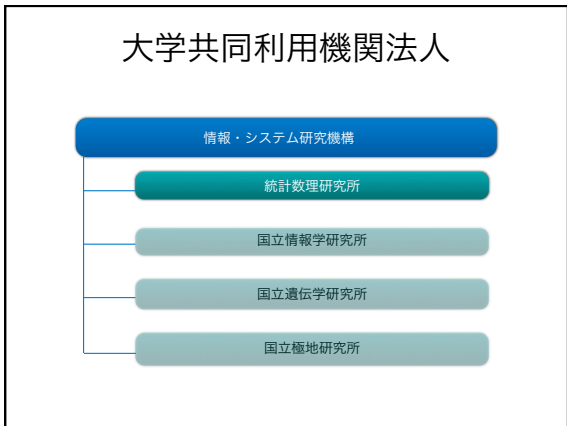 大学共同利用機関法人
情報・システム研究機構
統計数理研究所
国立情報学研究所
国立遺伝学研究所
国立極地研究所